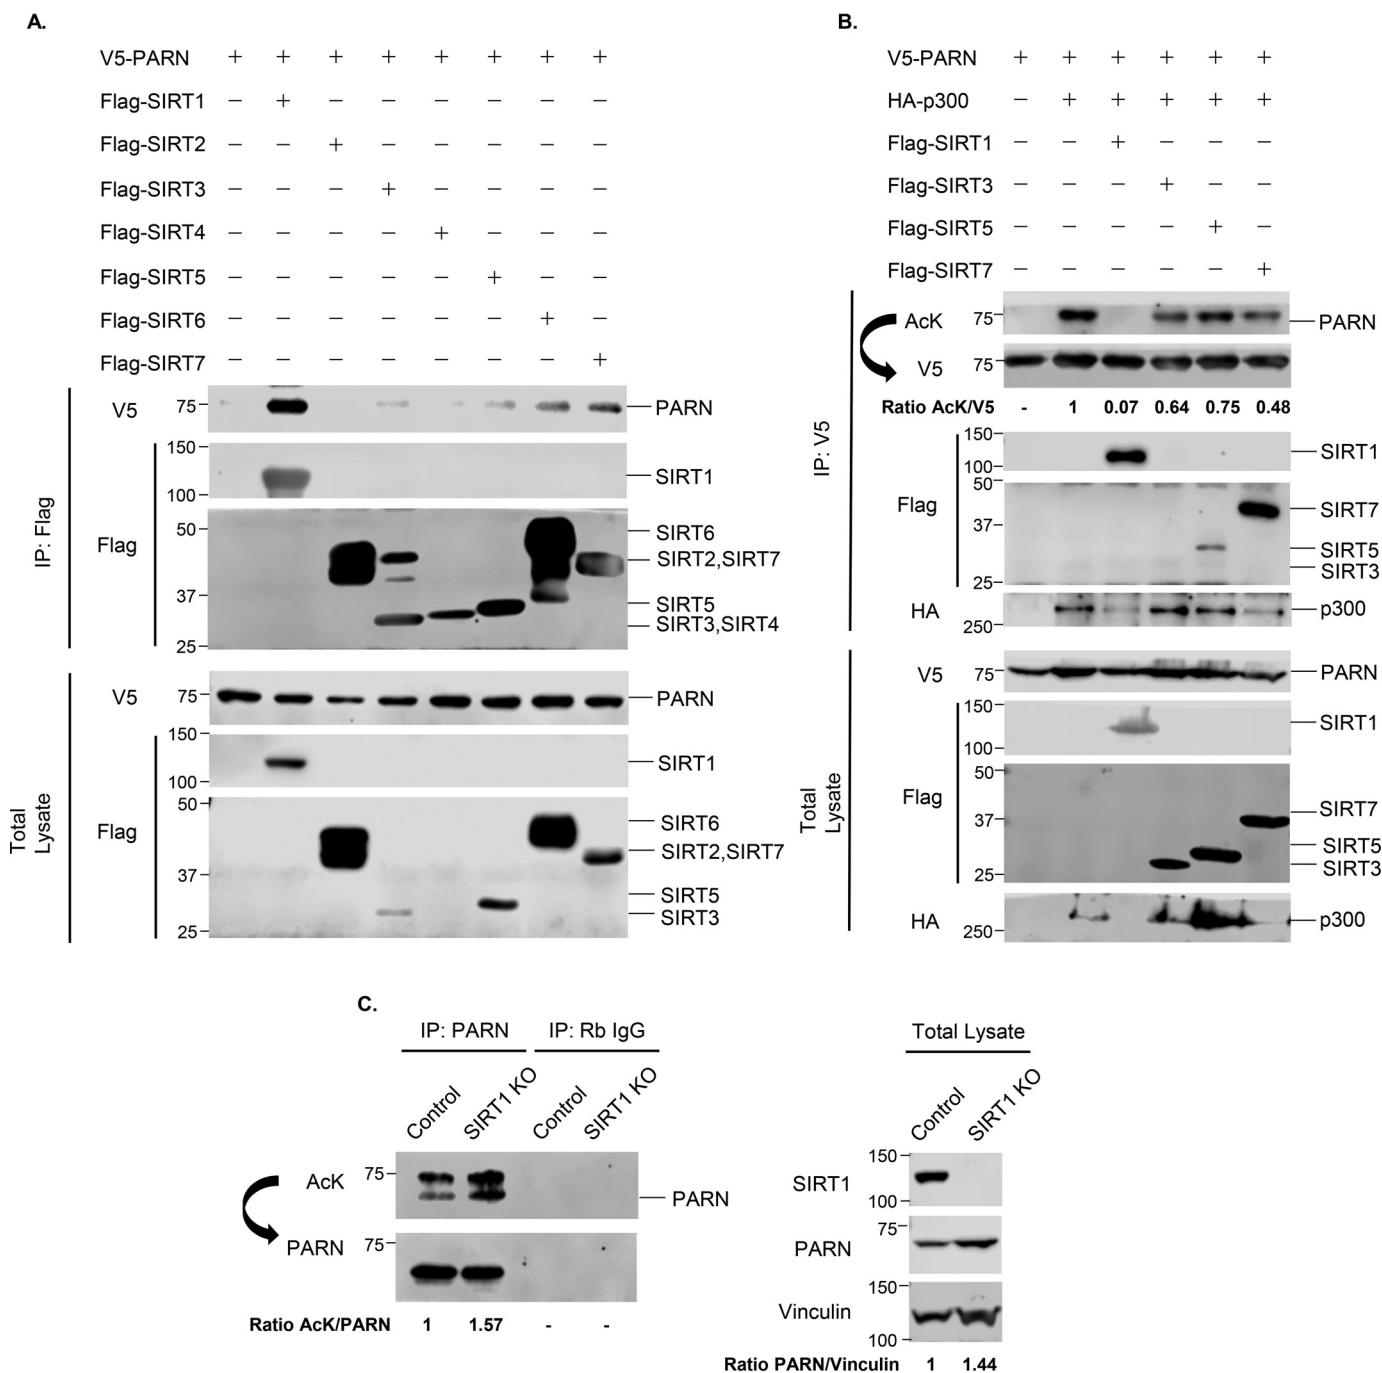 A.
V5-PARN + + + + + + + +
Flag-SIRT1 – + – – – – – –
Flag-SIRT2 – – + – – – – –
Flag-SIRT3 – – – + – – – –
Flag-SIRT4 – – – – + – – –
Flag-SIRT5 – – – – – + – –
Flag-SIRT6 – – – – – – + –
Flag-SIRT7 – – – – – – – +
IP: Flag
V5 75 PARN
Flag
150
SIRT1
100
50 SIRT6
SIRT2,SIRT7
37 SIRT5
SIRT3,SIRT4
25
Total
Lysate
V5 75 PARN
Flag
150
SIRT1
100
50
SIRT6
SIRT2,SIRT7
37
SIRT5
SIRT3
25
B.
V5-PARN + + + + + +
HA-p300 – + + + + +
Flag-SIRT1 – – + – – –
Flag-SIRT3 – – – + – –
Flag-SIRT5 – – – – + –
Flag-SIRT7 – – – – – +
IP: V5
AcK 75 PARN
V5 75
Ratio AcK/V5 - 1 0.07 0.64 0.75 0.48
Flag
150
SIRT1
100
50
SIRT7
37
SIRT5
SIRT3
25
HA p300
250
Total
Lysate
V5 75 PARN
Flag
150
SIRT1
100
50
SIRT7
37
SIRT5
SIRT3
25
HA 250 p300
C.
IP: PARN IP: Rb IgG
Control SIRT1 KO Control SIRT1 KO
AcK 75
PARN
PARN 75
Ratio AcK/PARN 1 1.57 - -
Total Lysate
Control SIRT1 KO
150
SIRT1
100
75
PARN
150
Vinculin
100
Ratio PARN/Vinculin 1 1.44